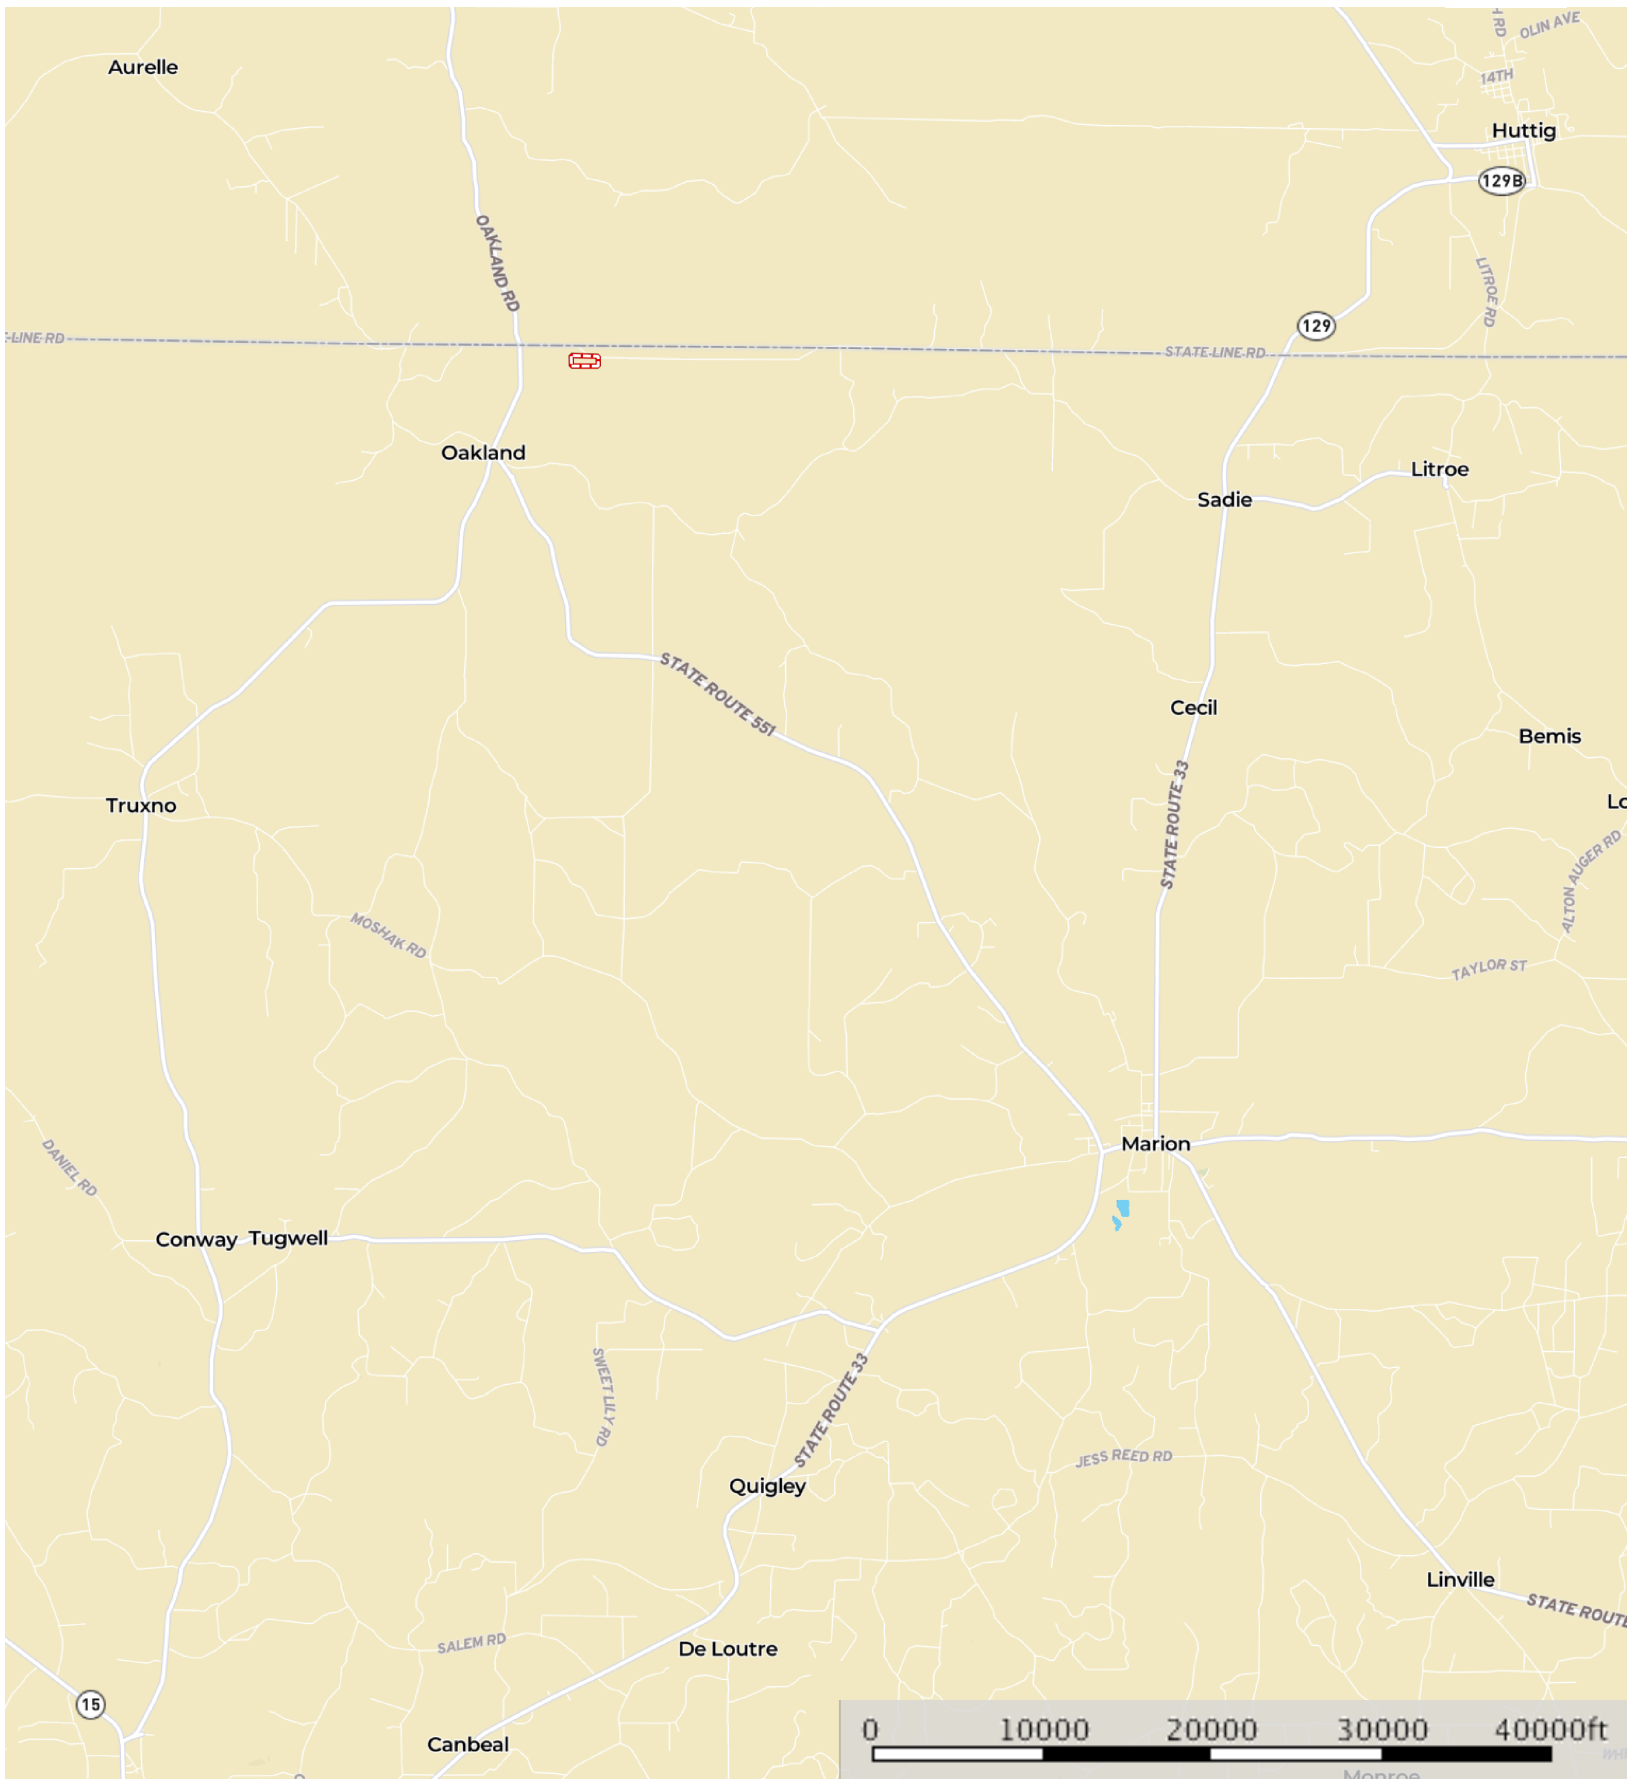 H RD
OLIN AVE
Aurelle
14TH
Huttig
129B
OAKLAND RD
LITROE RD
129
E-LINE RD
STATE LINE RD
Oakland
Litroe
Sadie
STATE ROUTE 551
Cecil
Bemis
STATE ROUTE 33
Truxno
Lo
ALTON AUGER RD
MOSHAK RD
TAYLOR ST
Marion
DANIEL RD
Conway
Tugwell
SWEET LILY RD
STATE ROUTE 33
JESS REED RD
Quigley
Linville
STATE ROUTE
SALEM RD
De Loutre
15
Canbeal
0 10000 20000 30000 40000ft
Monroe